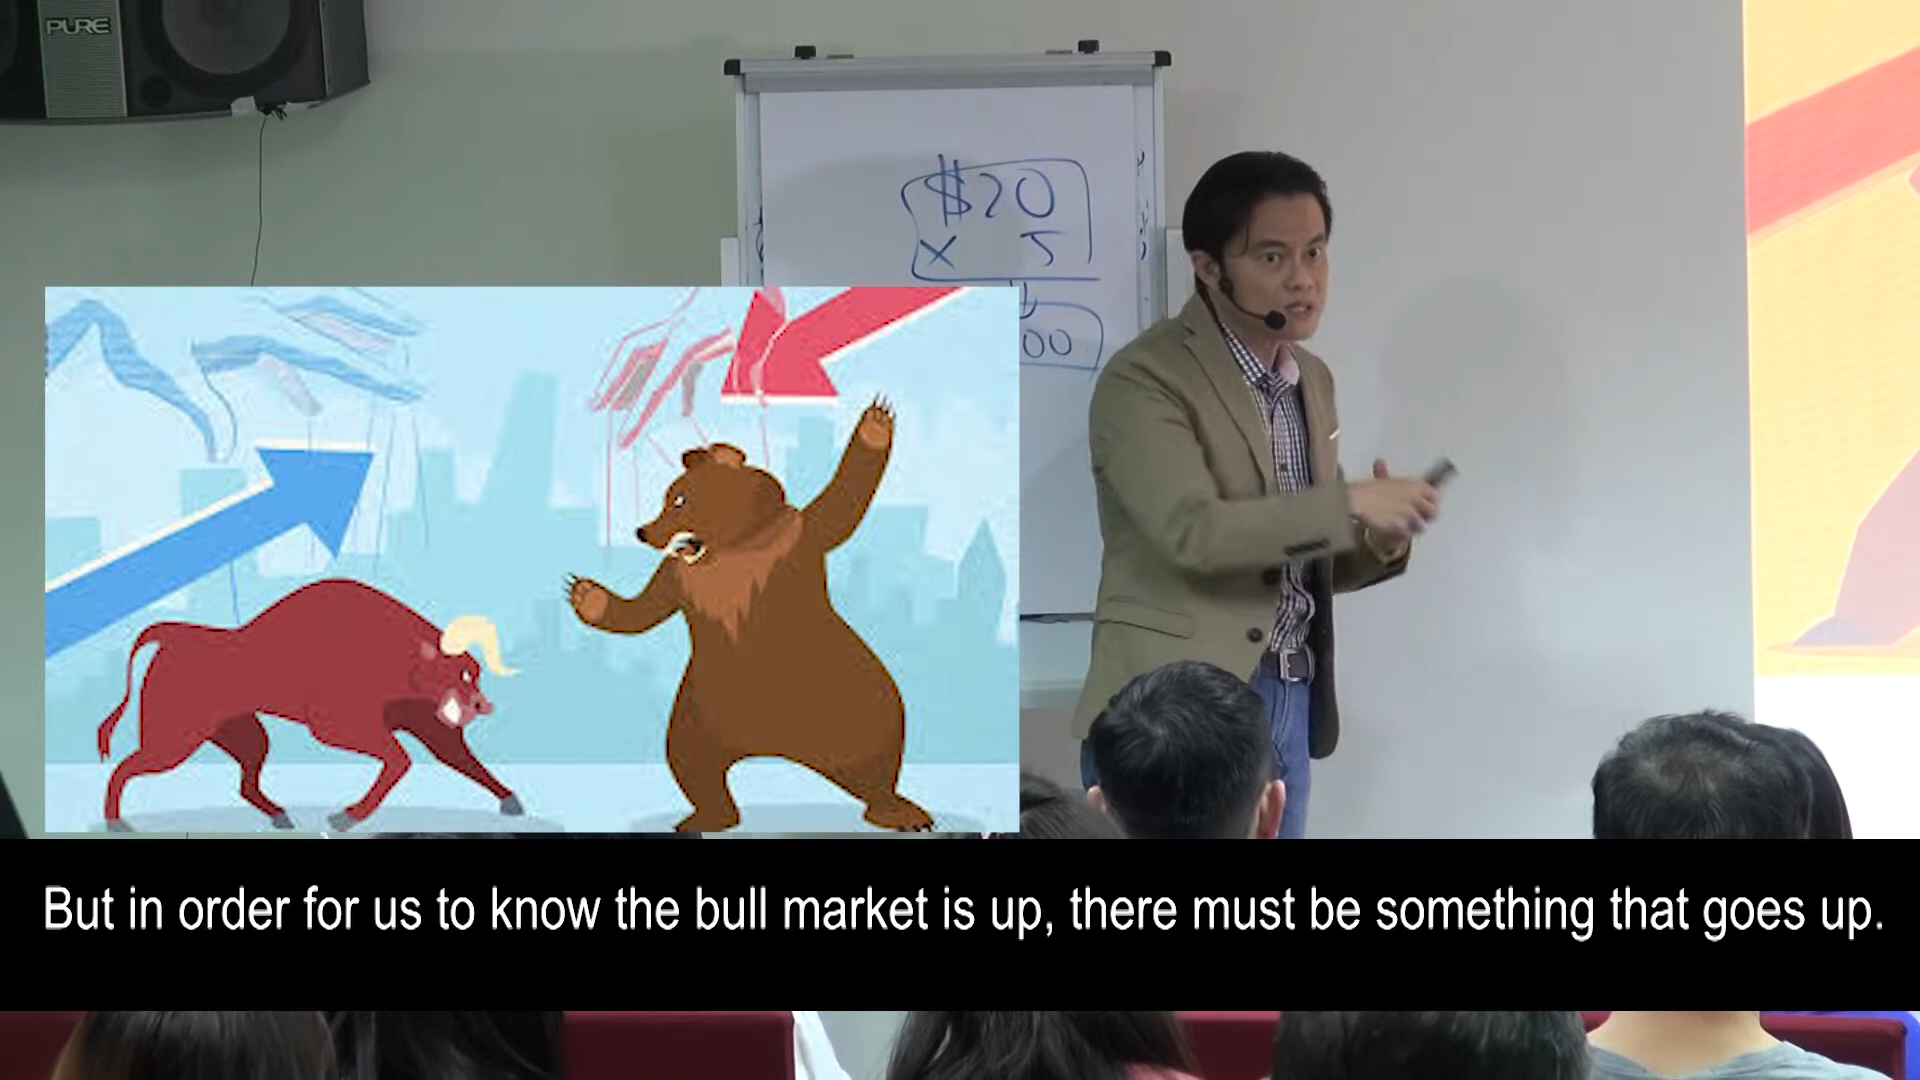 PURE
$20
x 5
00
But in order for us to know the bull market is up, there must be something that goes up.